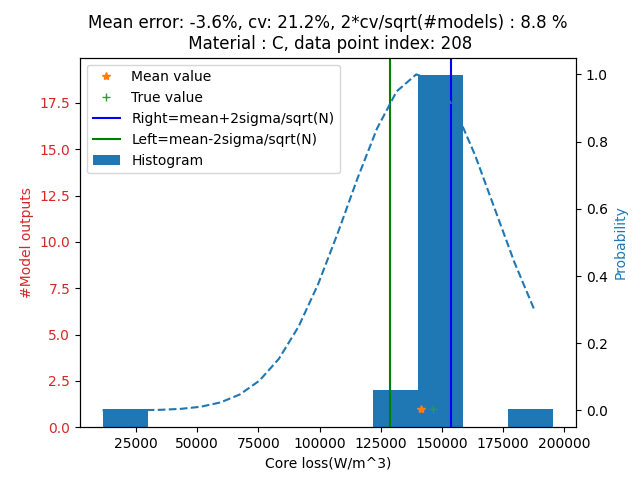 Mean error: -3.6%, cv: 21.2%, 2*cv/sqrt(#models) : 8.8 %
Material : C, data point index: 208
Mean value
True value
Right=mean+2sigma/sqrt(N)
Left=mean-2sigma/sqrt(N)
Histogram
17.5
15.0
12.5
10.0
7.5
5.0
2.5
0.0
#Model outputs
1.0
0.8
0.6
0.4
0.2
0.0
Probability
25000 50000 75000 100000 125000 150000 175000 200000
Core loss(W/m^3)